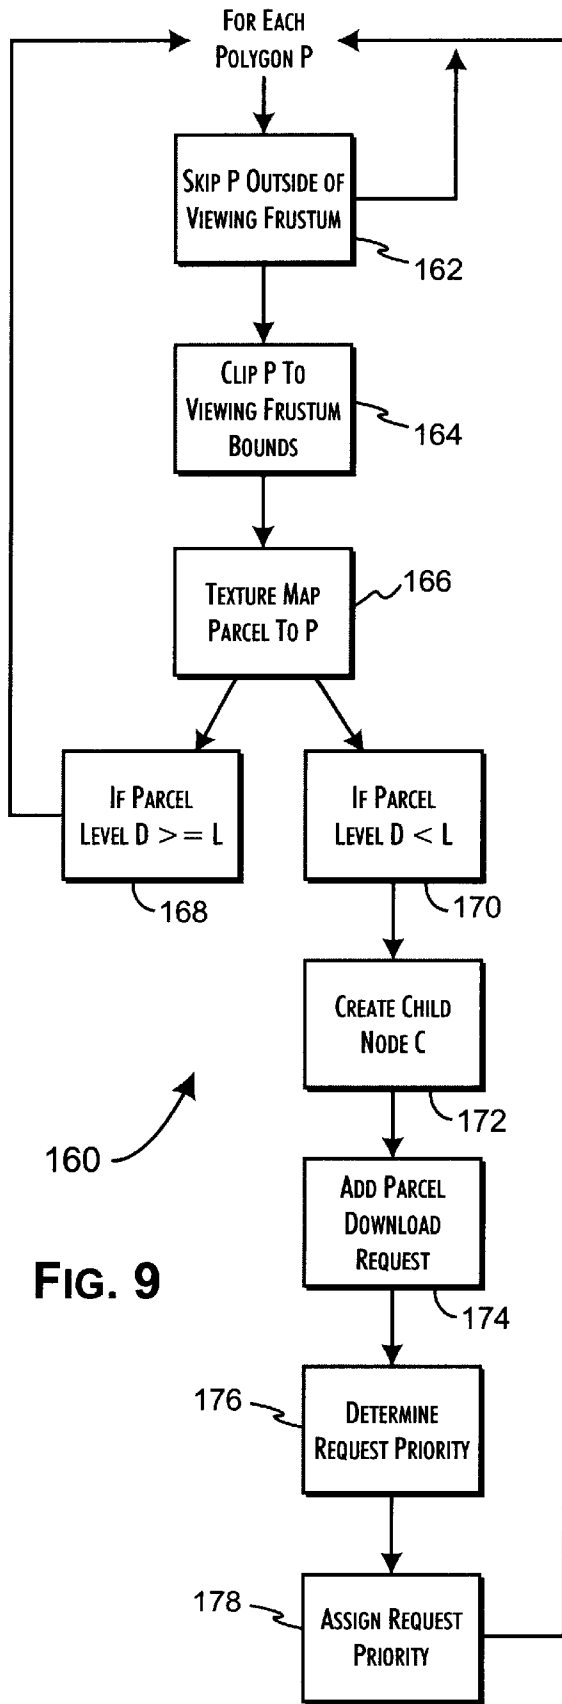 FOR EACH
POLYGON P
SKIP P OUTSIDE OF
VIEWING FRUSTUM
162
CLIP P TO
VIEWING FRUSTUM
BOUNDS
164
TEXTURE MAP
PARCEL TO P
166
IF PARCEL
LEVEL D >= L
168
IF PARCEL
LEVEL D < L
170
CREATE CHILD
NODE C
172
160
ADD PARCEL
DOWNLOAD
REQUEST
174
FIG. 9
176
DETERMINE
REQUEST PRIORITY
178
ASSIGN REQUEST
PRIORITY